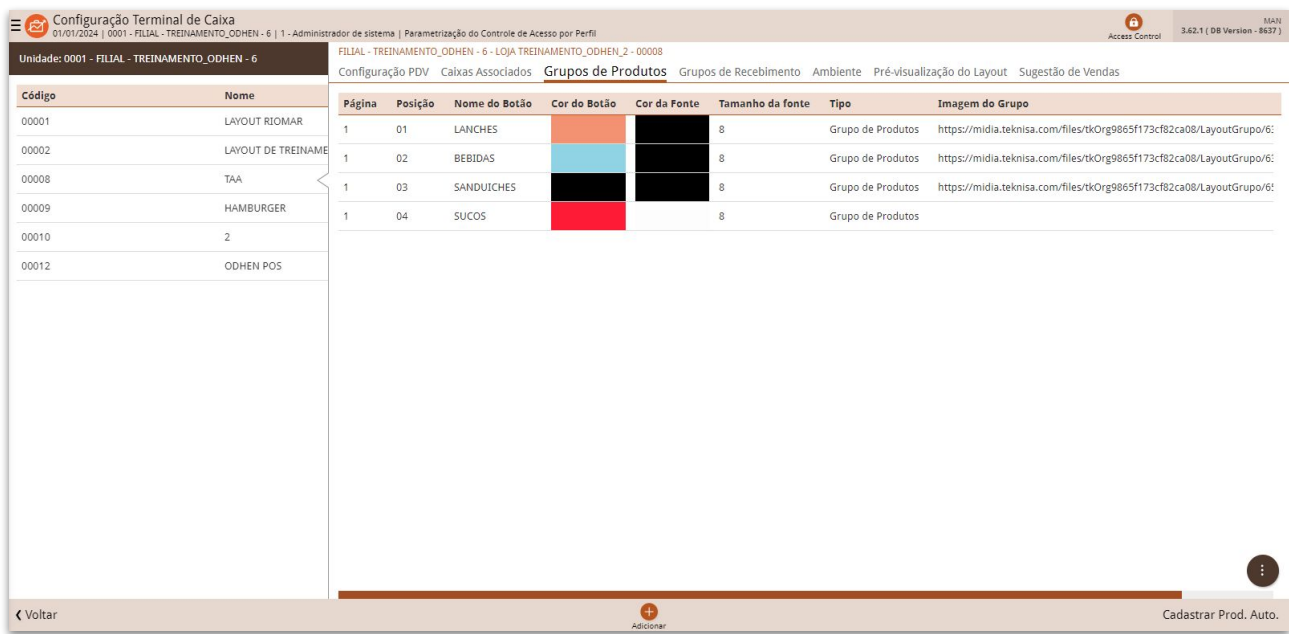 Configuração Terminal de Caixa
01/01/2024 | 0001 - FILIAL - TREINAMENTO_ODHEN - 6 | 1 - Administrador de sistema | Parametrização do Controle de Acesso por Perfil
Access Control
MAN
3.62.1 ( DB Version - 8637 )
Unidade: 0001 - FILIAL - TREINAMENTO_ODHEN - 6
Código Nome
00001 LAYOUT RIOMAR
00002 LAYOUT DE TREINAME
00008 TAA
00009 HAMBURGER
00010 2
00012 ODHEN POS
FILIAL - TREINAMENTO_ODHEN - 6 - LOJA TREINAMENTO_ODHEN_2 - 00008
Configuração PDV Caixas Associados Grupos de Produtos Grupos de Recebimento Ambiente Pré-visualização do Layout Sugestão de Vendas
Página Posição Nome do Botão Cor do Botão Cor da Fonte Tamanho da fonte Tipo Imagem do Grupo
1 01 LANCHES 8 Grupo de Produtos https://midia.teknisa.com/files/tkOrg9865f173cf82ca08/LayoutGrupo/63
1 02 BEBIDAS 8 Grupo de Produtos https://midia.teknisa.com/files/tkOrg9865f173cf82ca08/LayoutGrupo/63
1 03 SANDUICHES 8 Grupo de Produtos https://midia.teknisa.com/files/tkOrg9865f173cf82ca08/LayoutGrupo/65
1 04 SUCOS 8 Grupo de Produtos
Voltar
Adicionar
Cadastrar Prod. Auto.